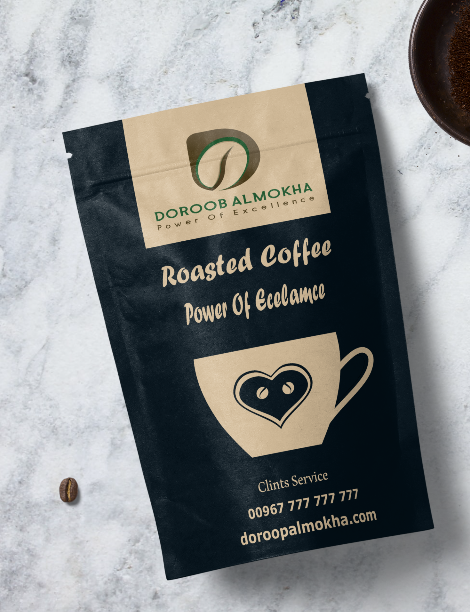 DOROOB ALMOKHA
Power Of Excellence
Roasted Coffee
Power Of Ecelamce
Clints Service
00967 777 777 777
doroopalmokha.com